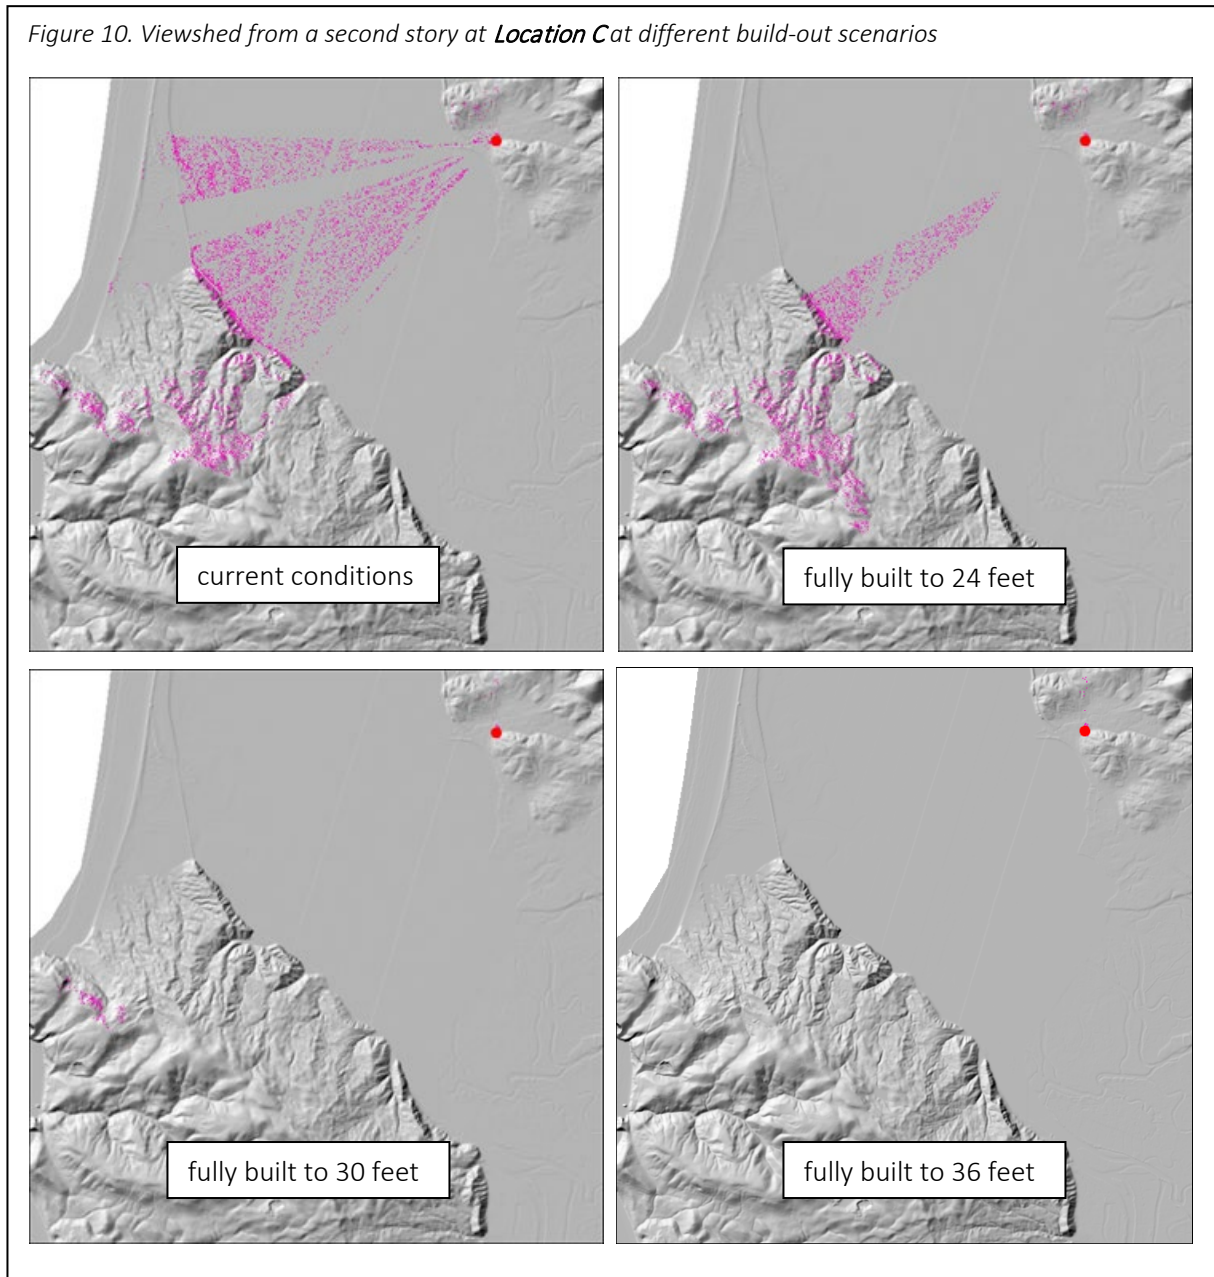 Figure 10. Viewshed from a second story at Location C at different build-out scenarios
current conditions
fully built to 24 feet
fully built to 30 feet
fully built to 36 feet